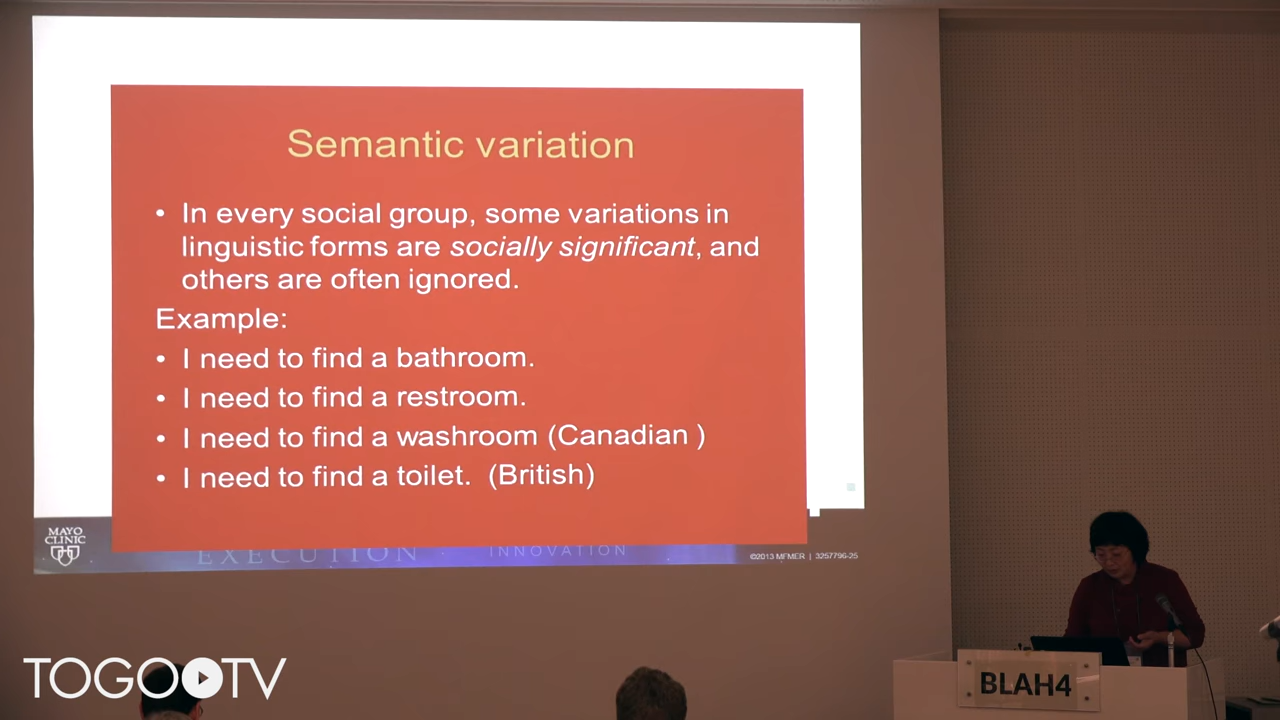 Semantic variation
• In every social group, some variations in
linguistic forms are socially significant, and
others are often ignored.
Example:
• I need to find a bathroom.
• I need to find a restroom.
• I need to find a washroom (Canadian )
• I need to find a toilet. (British)
MAYO
CLINIC
EXECUTION
INNOVATION
©2013 MFMER | 3257796-25
TOGOTV
BLAH4